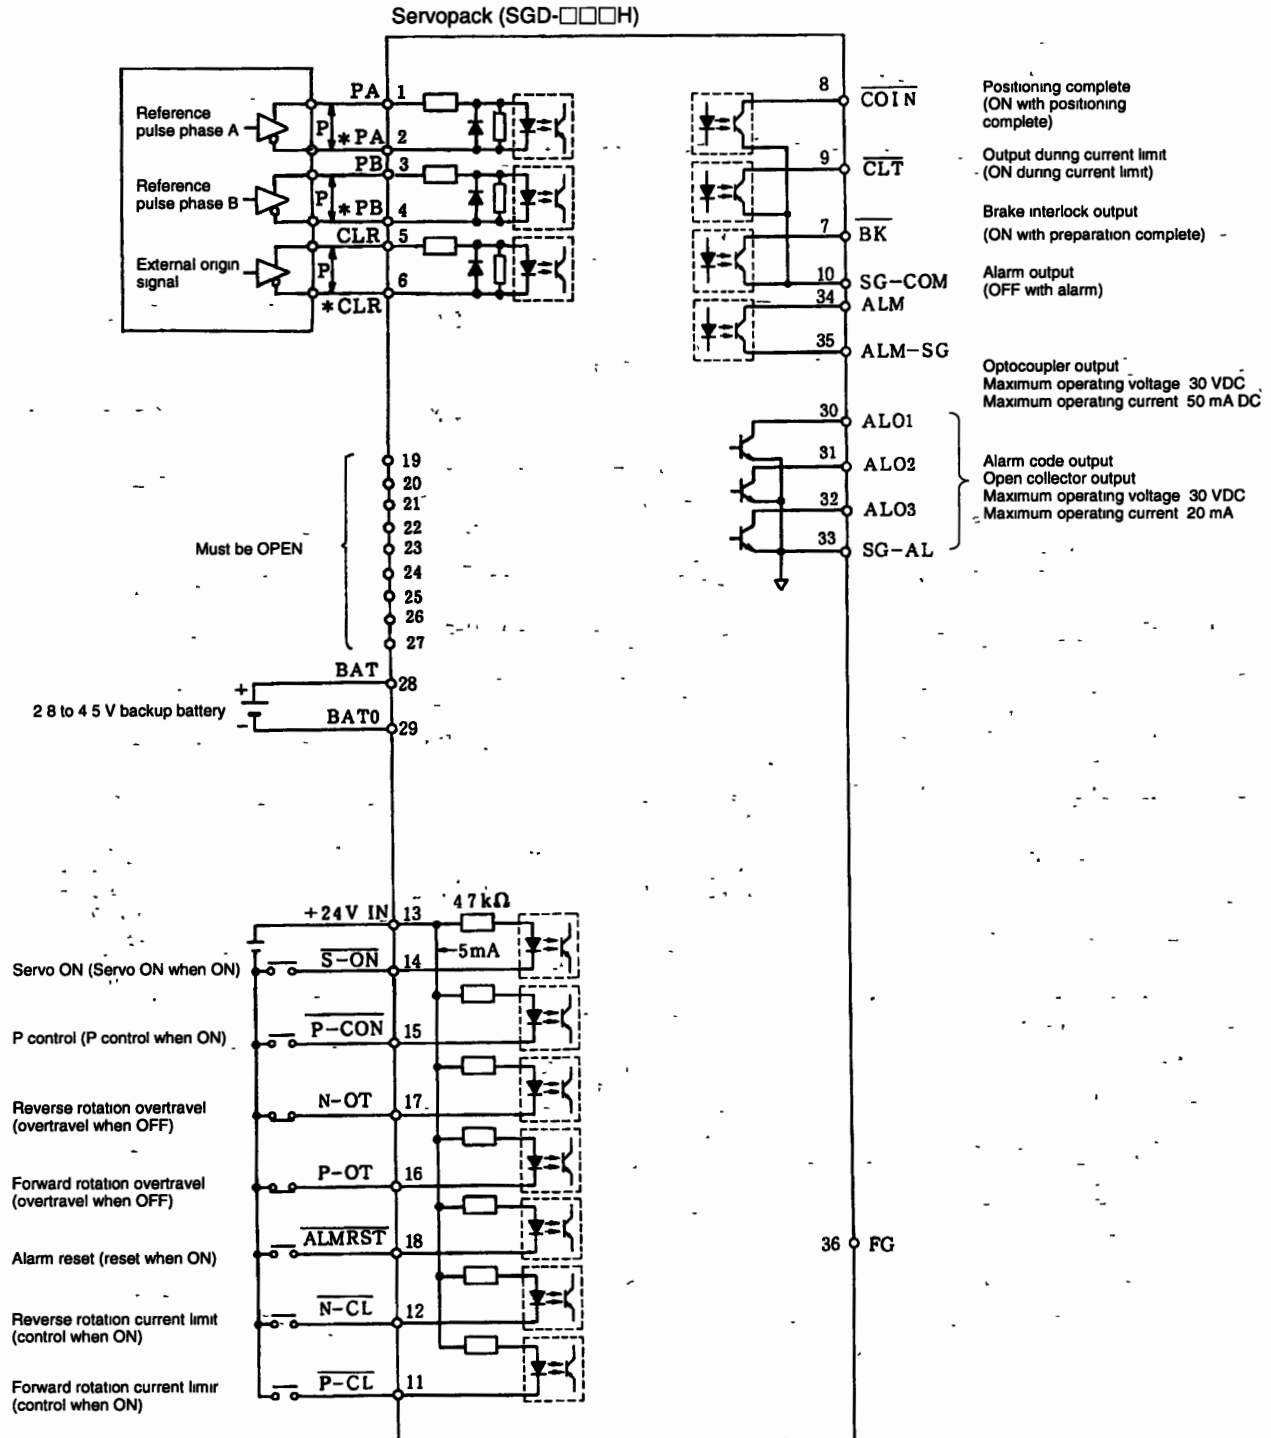 Servopack (SGD-□□□H)
Reference
pulse phase A
P
PA 1
*PA 2
Reference
pulse phase B
P
PB 3
*PB 4
External origin
signal
P
CLR 5
6
*CLR
8 COIN
Positioning complete
(ON with positioning
complete)
9 CLT
Output during current limit
(ON during current limit)
7 BK
Brake interlock output
(ON with preparation complete)
10 SG-COM
34 ALM
Alarm output
(OFF with alarm)
35 ALM-SG
Optocoupler output
Maximum operating voltage 30 VDC
Maximum operating current 50 mA DC
30 ALO1
31 ALO2
32 ALO3
33 SG-AL
Alarm code output
Open collector output
Maximum operating voltage 30 VDC
Maximum operating current 20 mA
Must be OPEN
19
20
21
22
23
24
25
26
27
2 8 to 4 5 V backup battery
+
−
BAT 28
BAT0 29
+24V IN 13
4 7kΩ
5mA
Servo ON (Servo ON when ON)
S-ON 14
P control (P control when ON)
P-CON 15
Reverse rotation overtravel
(overtravel when OFF)
N-OT 17
Forward rotation overtravel
(overtravel when OFF)
P-OT 16
Alarm reset (reset when ON)
ALMRST 18
Reverse rotation current limit
(control when ON)
N-CL 12
Forward rotation current limir
(control when ON)
P-CL 11
36 FG